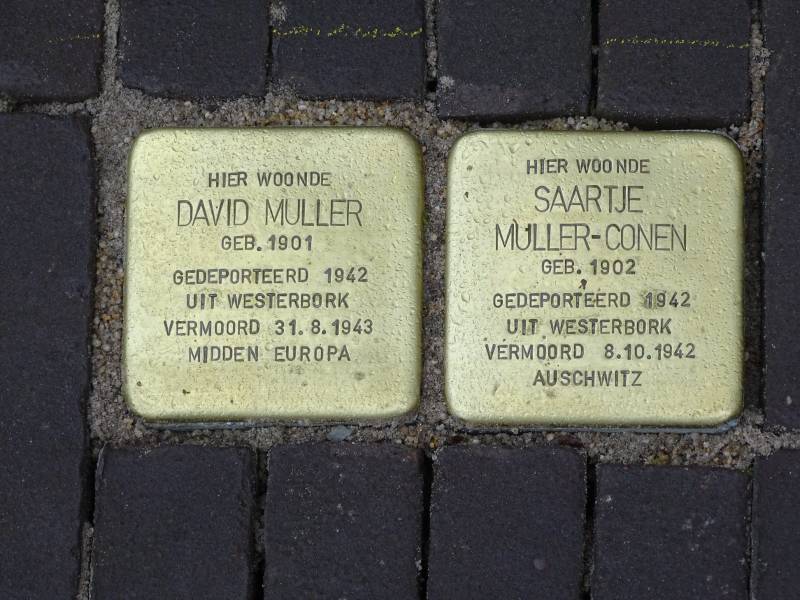 HIER WOONDE
DAVID MULLER
GEB. 1901
GEDEPORTEERD 1942
UIT WESTERBORK
VERMOORD 31.8.1943
MIDDEN EUROPA
HIER WOONDE
SAARTJE
MULLER-CONEN
GEB. 1902
GEDEPORTEERD 1942
UIT WESTERBORK
VERMOORD 8.10.1942
AUSCHWITZ